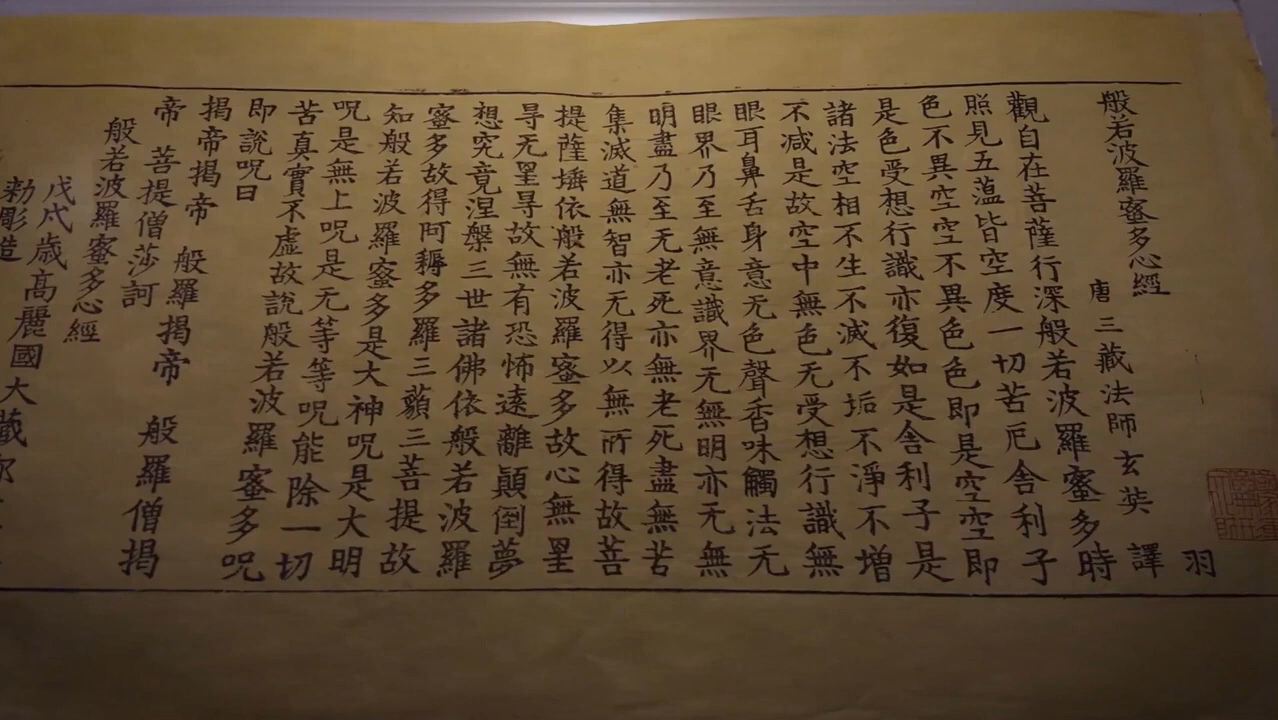 般若波羅蜜多心經 羽
唐三藏法師玄奘 譯
觀自在菩薩行深般若波羅蜜多時
照見五蘊皆空度一切苦厄舍利子
色不異空空不異色色即是空空即
是色受想行識亦復如是舍利子是
諸法空相不生不滅不垢不淨不增
不减是故空中無色无受想行識無
眼耳鼻舌身意无色聲香味觸法无
眼界乃至無意識界无無明亦无無
明盡乃至无老死亦無老死盡無苦
集滅道無智亦无得以無所得故菩
提薩埵依般若波羅蜜多故心無罣
㝵无罣㝵故無有恐怖遠離顛倒夢
想究竟涅槃三世諸佛依般若波羅
蜜多故得阿耨多羅三藐三菩提故
知般若波羅蜜多是大神呪是大明
呪是無上呪是无等等呪能除一切
苦真實不虛故說般若波羅蜜多呪
即說呪曰
揭帝揭帝 般羅揭帝 般羅僧揭
帝 菩提僧莎訶
般若波羅蜜多心經
戊戌歲高麗國大藏
勅彫造